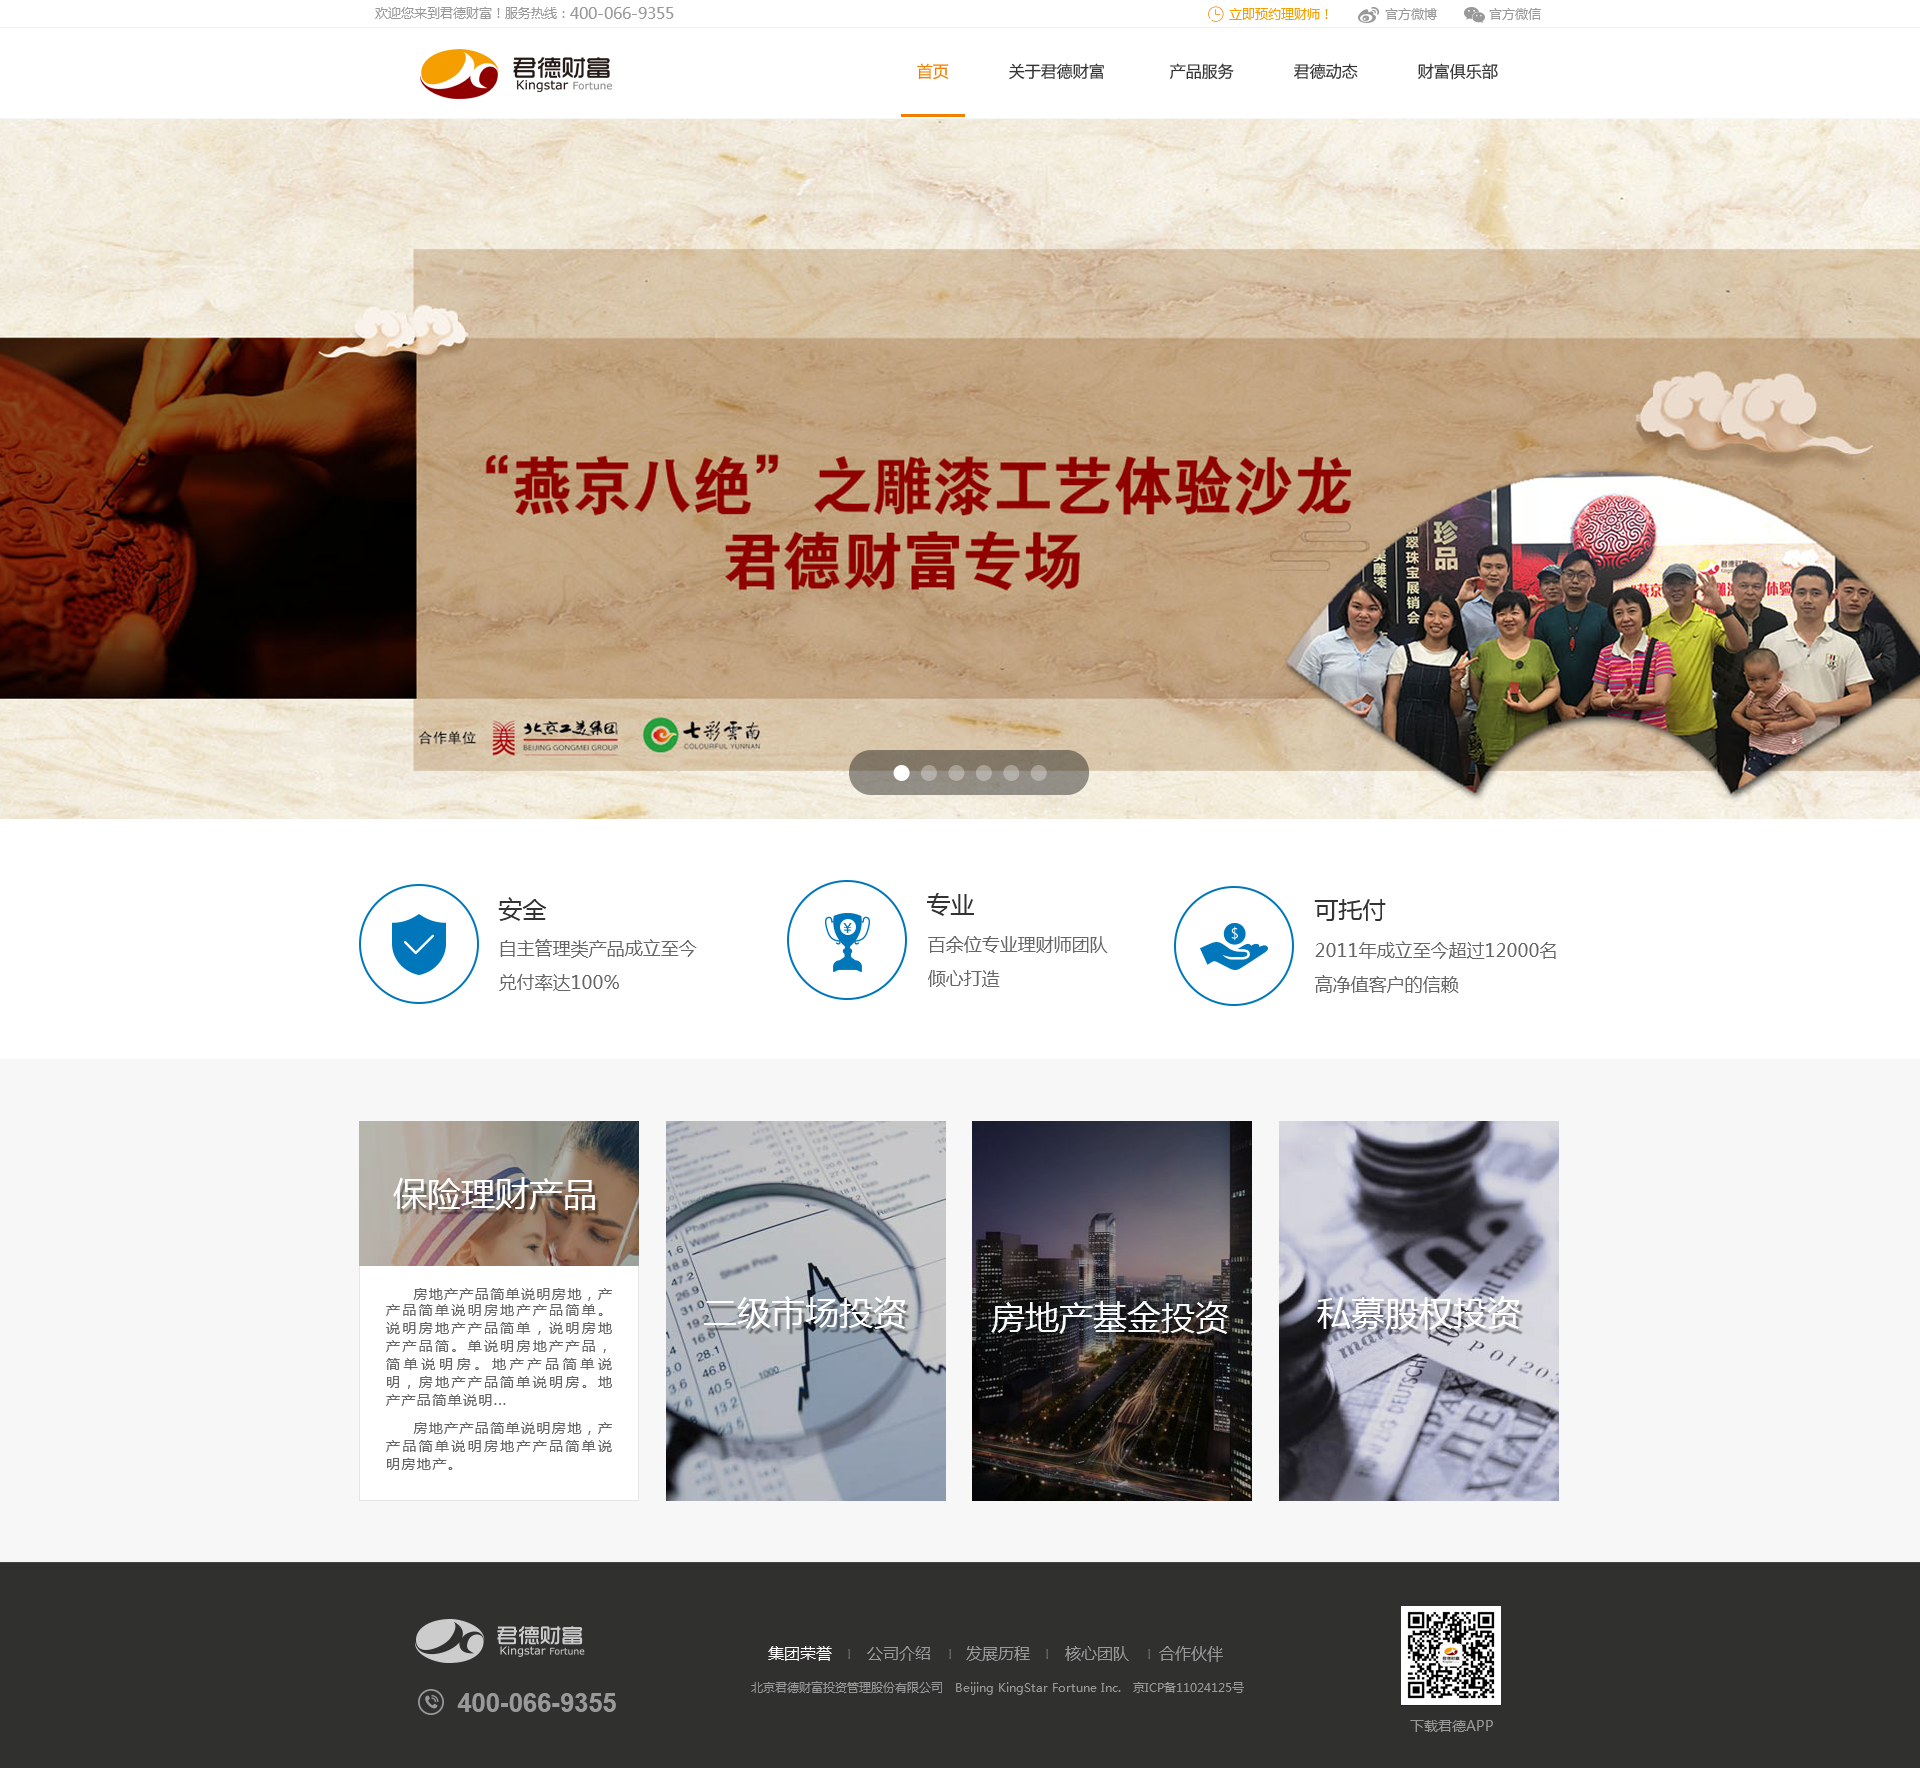 欢迎您来到君德财富！服务热线：400-066-9355
立即预约理财师！
官方微博
官方微信
君德财富
Kingstar Fortune
首页
关于君德财富
产品服务
君德动态
财富俱乐部
“燕京八绝”之雕漆工艺体验沙龙
君德财富专场
珍品
翡翠珠宝展销会
合作单位
北京工美集团
BEIJING GONGMEI GROUP
七彩雲南
COLOURFUL YUNNAN
安全
自主管理类产品成立至今
兑付率达100%
专业
百余位专业理财师团队
倾心打造
可托付
2011年成立至今超过12000名
高净值客户的信赖
保险理财产品
房地产产品简单说明房地，产
产品简单说明房地产产品简单。
说明房地产产品简单，说明房地
产产品简。单说明房地产产品，
简单说明房。地产产品简单说
明，房地产产品简单说明房。地
产产品简单说明...
房地产产品简单说明房地，产
产品简单说明房地产产品简单说
明房地产。
二级市场投资
Share Price
房地产基金投资
私募股权投资
君德财富
Kingstar Fortune
400-066-9355
集团荣誉
公司介绍
发展历程
核心团队
合作伙伴
北京君德财富投资管理股份有限公司 Beijing KingStar Fortune Inc. 京ICP备11024125号
下载君德APP